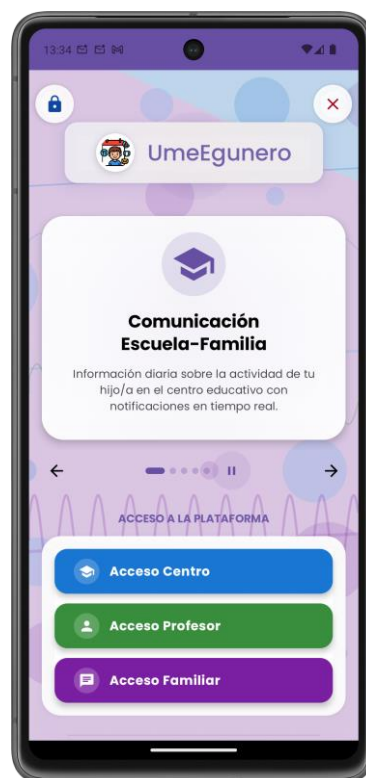 13:34
UmeEgunero
Comunicación
Escuela-Familia
Información diaria sobre la actividad de tu
hijo/a en el centro educativo con
notificaciones en tiempo real.
ACCESO A LA PLATAFORMA
Acceso Centro
Acceso Profesor
Acceso Familiar